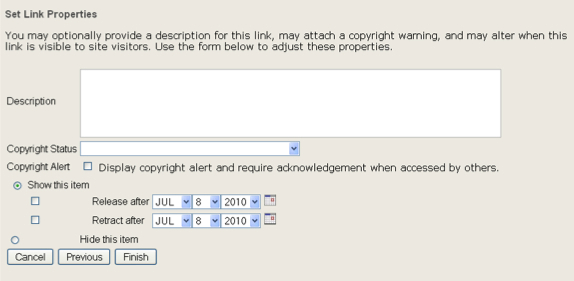 Set Link Properties
You may optionally provide a description for this link, may attach a copyright warning, and may alter when this
link is visible to site visitors. Use the form below to adjust these properties.
Description
Copyright Status
Copyright Alert Display copyright alert and require acknowledgement when accessed by others.
Show this item
Release after JUL 8 2010
Retract after JUL 8 2010
Hide this item
Cancel Previous Finish